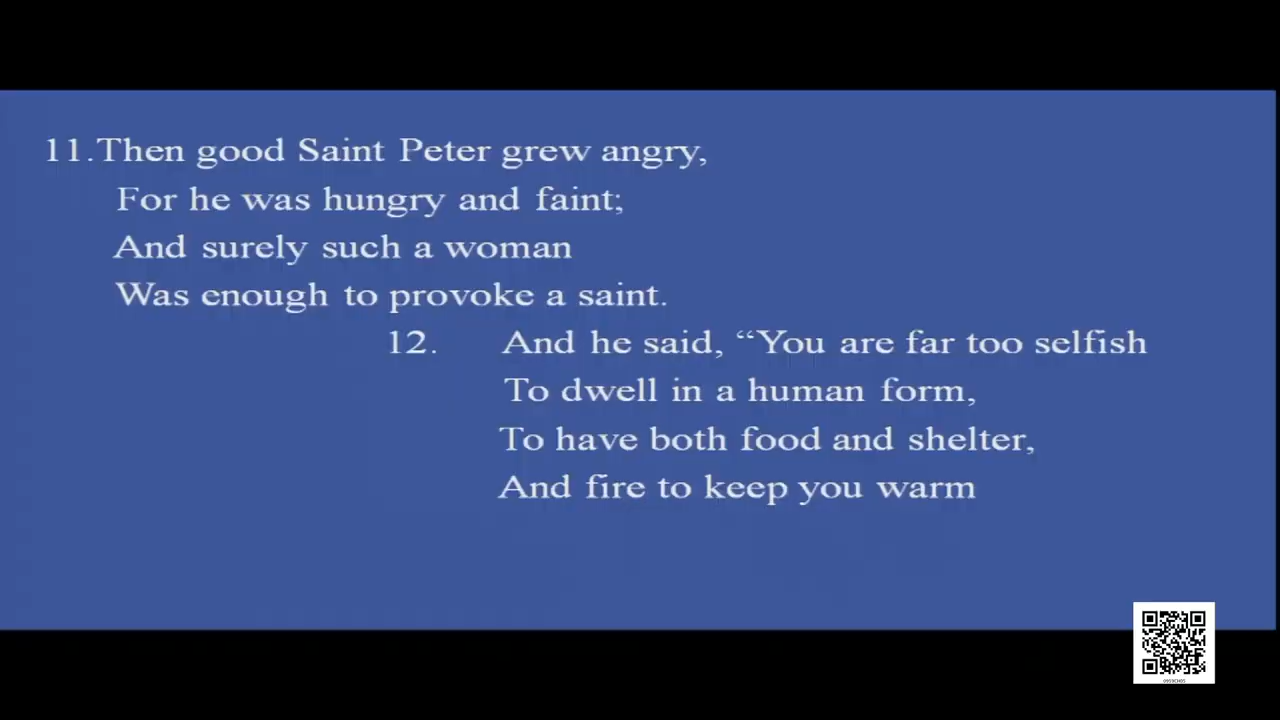 11.Then good Saint Peter grew angry,
For he was hungry and faint;
And surely such a woman
Was enough to provoke a saint.
12. And he said, “You are far too selfish
To dwell in a human form,
To have both food and shelter,
And fire to keep you warm